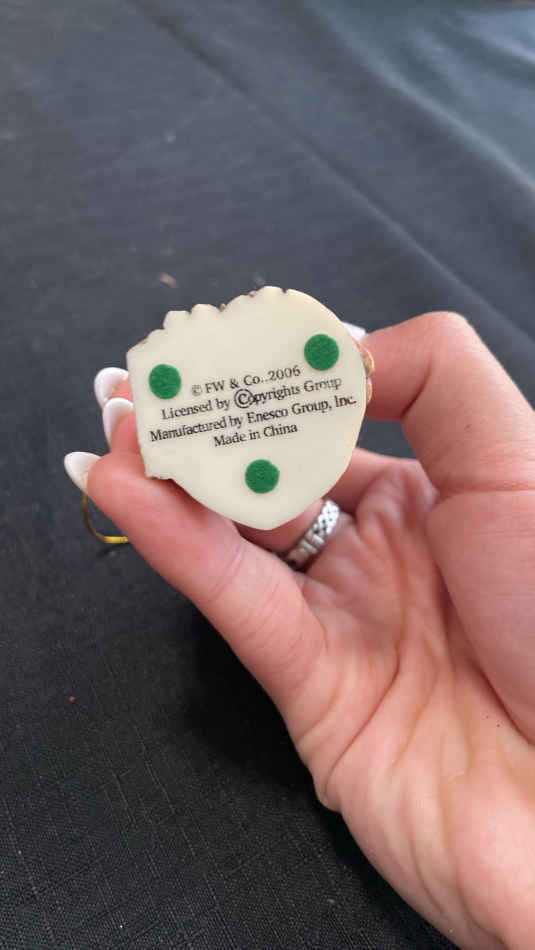 © FW & Co..2006
Licensed by ©opyrights Group
Manufactured by Enesco Group, Inc.
Made in China